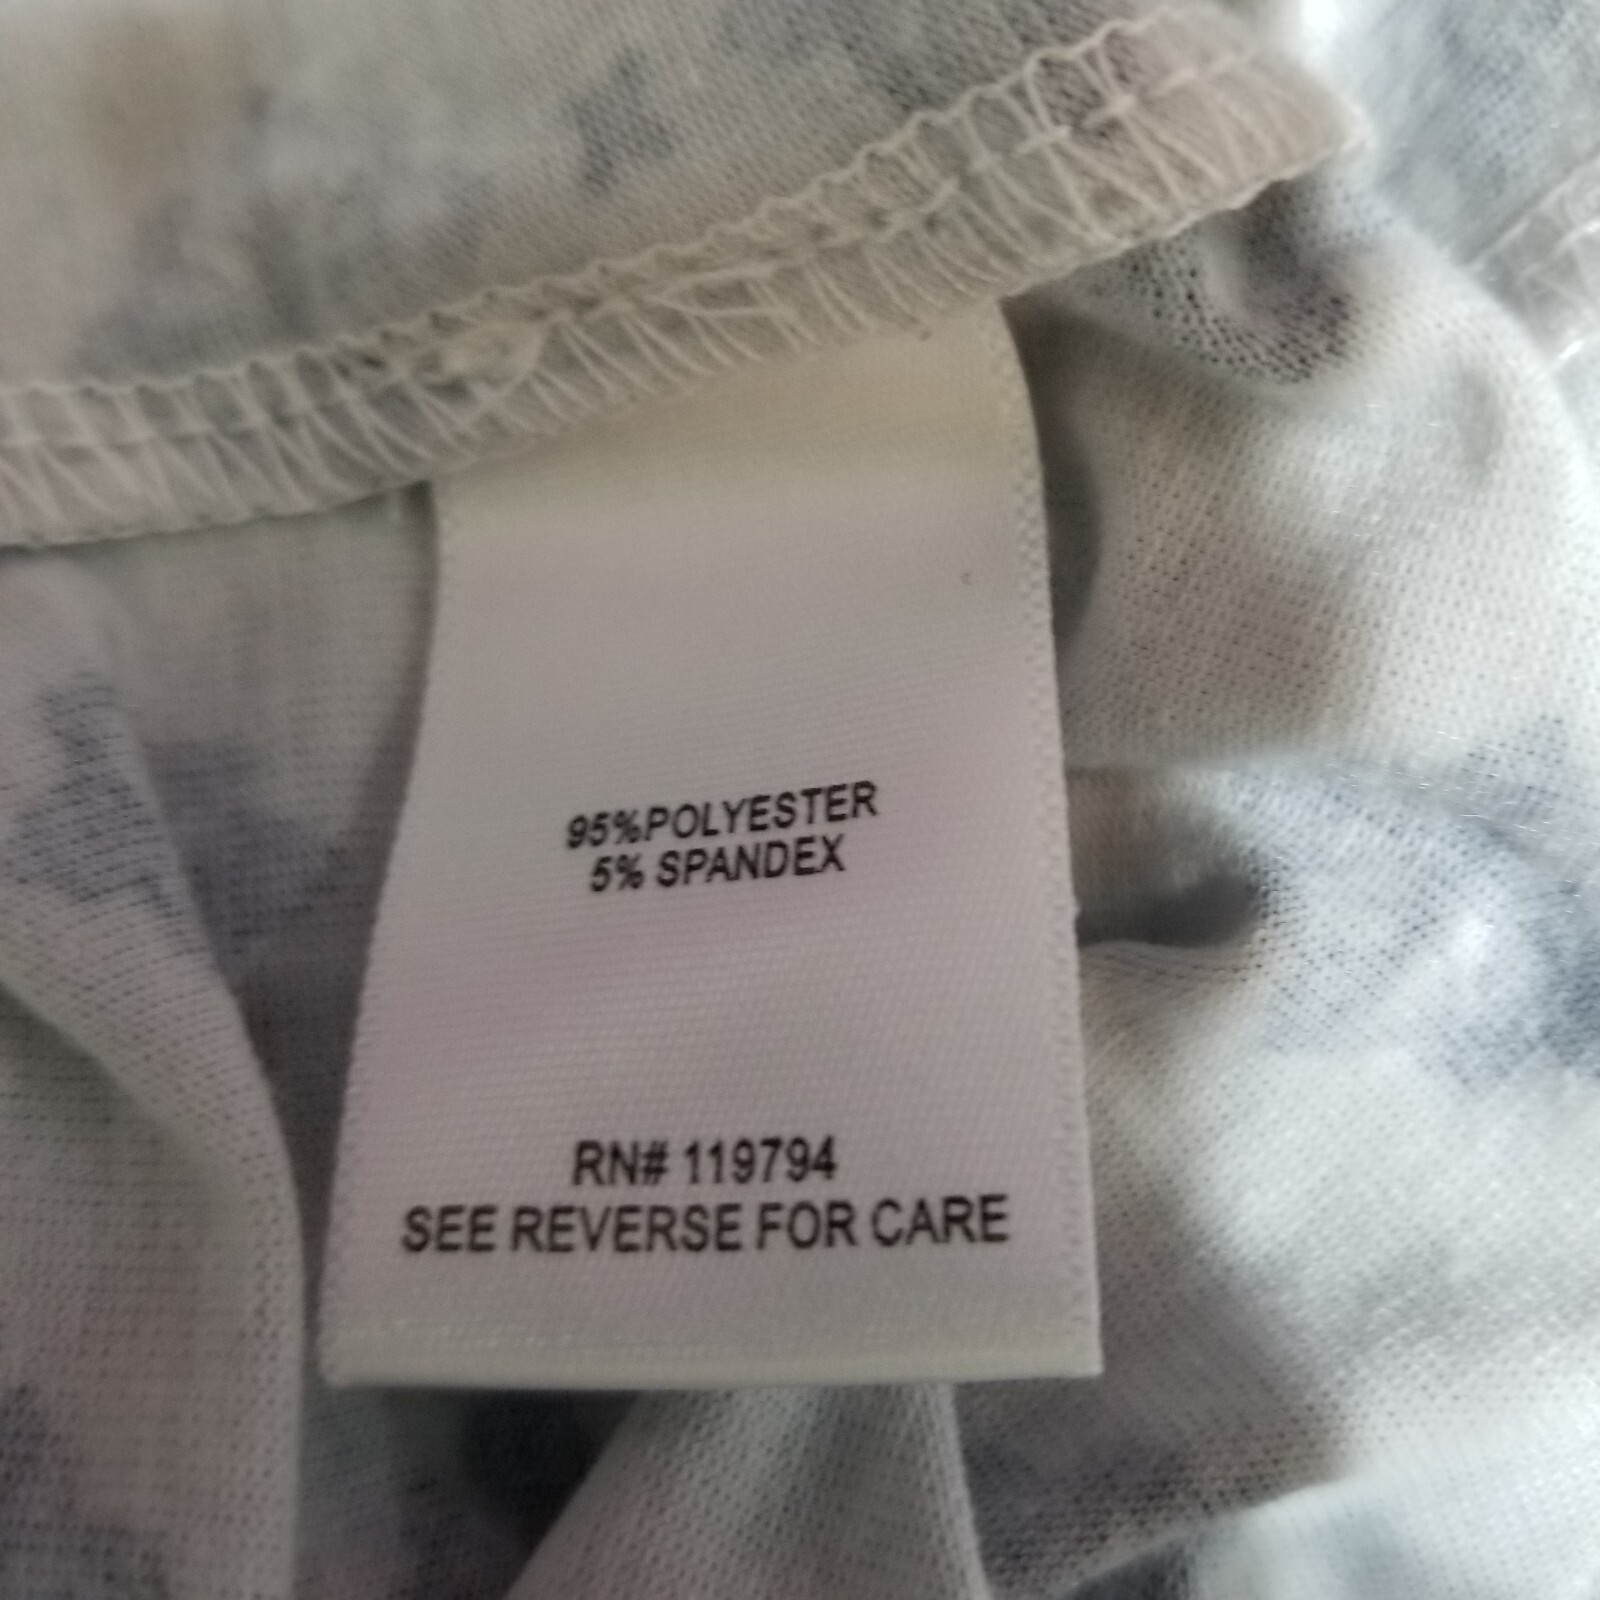 95%POLYESTER
5% SPANDEX
RN# 119794
SEE REVERSE FOR CARE